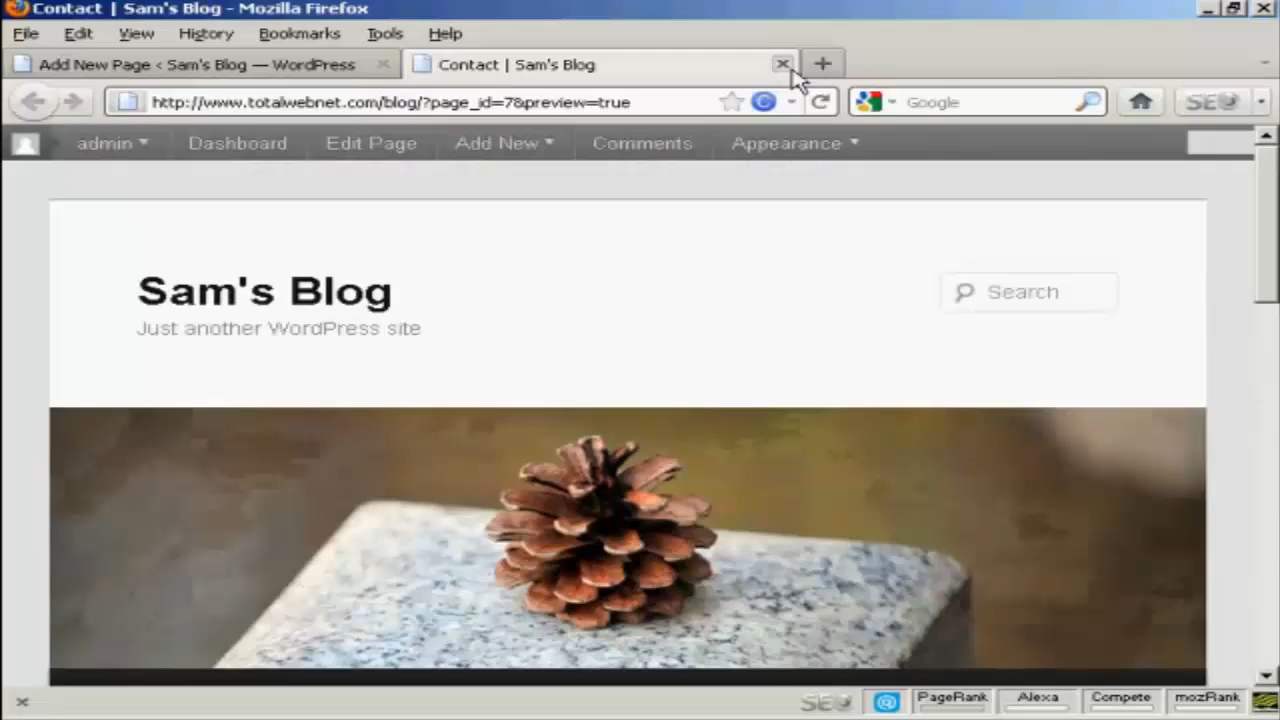 Contact | Sam's Blog - Mozilla Firefox
File Edit View History Bookmarks Tools Help
Add New Page < Sam's Blog — WordPress Contact | Sam's Blog
http://www.totalwebnet.com/blog/?page_id=7&preview=true Google SEO
admin Dashboard Edit Page Add New Comments Appearance
Sam's Blog
Search
Just another WordPress site
SEO PageRank Alexa Compete mozRank